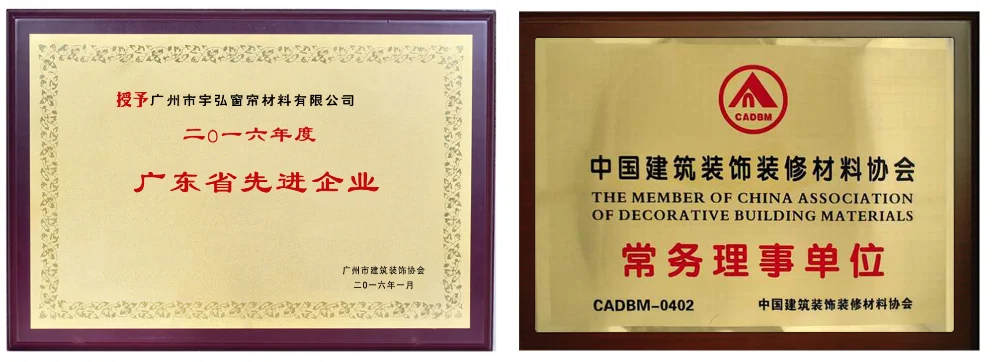 授予广州市宇弘窗帘材料有限公司
二〇一六年度
广东省先进企业
广州市建筑装饰协会
二〇一六年一月
CADBM
中国建筑装饰装修材料协会
THE MEMBER OF CHINA ASSOCIATION
OF DECORATIVE BUILDING MATERIALS
常务理事单位
CADBM-0402 中国建筑装饰装修材料协会